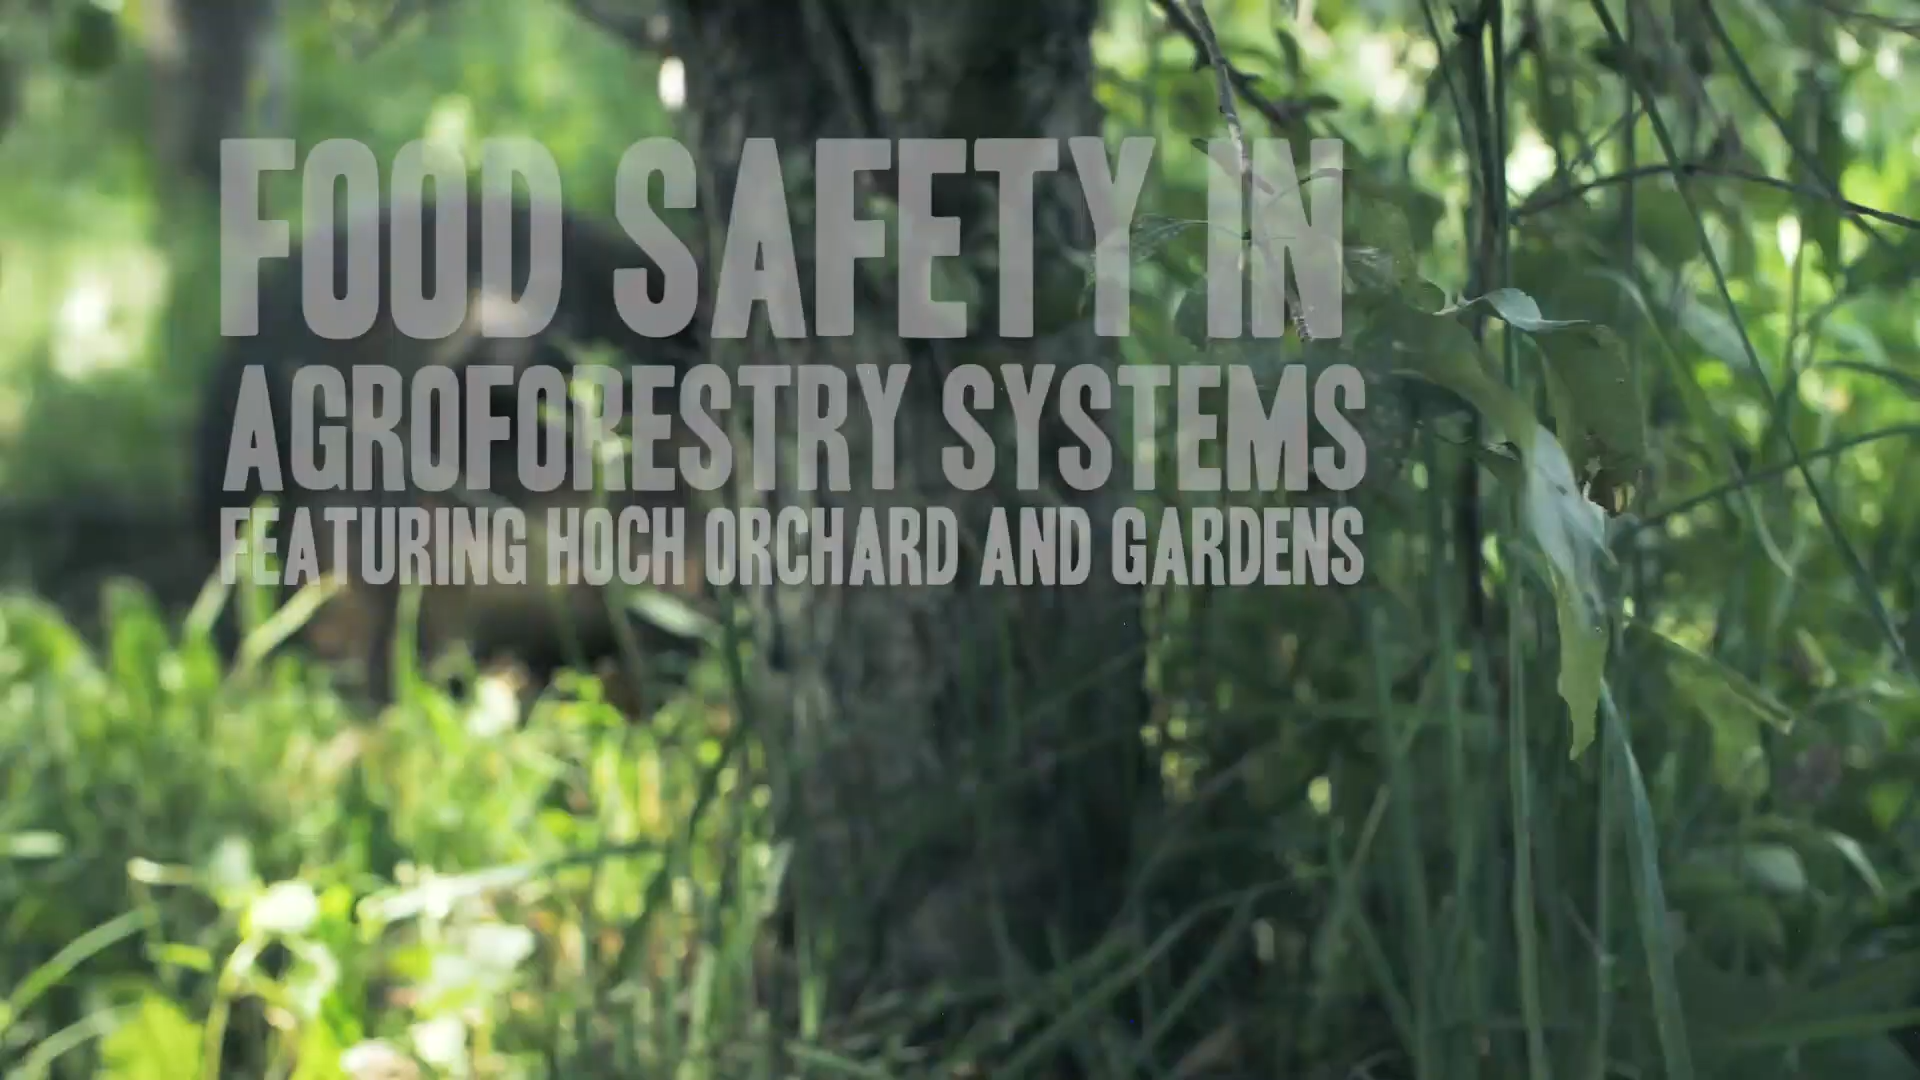 FOOD SAFETY IN
AGROFORESTRY SYSTEMS
FEATURING HOCH ORCHARD AND GARDENS